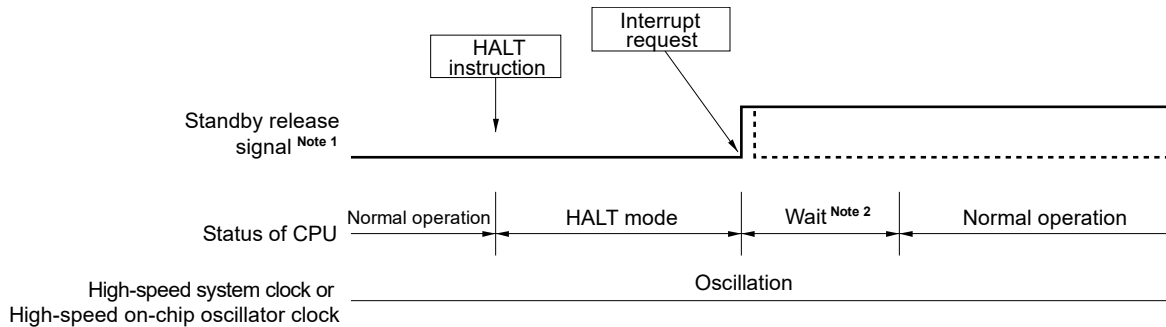 Interrupt
request
HALT
instruction
Standby release
signal Note 1
Normal operation
HALT mode
Wait Note 2
Normal operation
Status of CPU
Oscillation
High-speed system clock or
High-speed on-chip oscillator clock